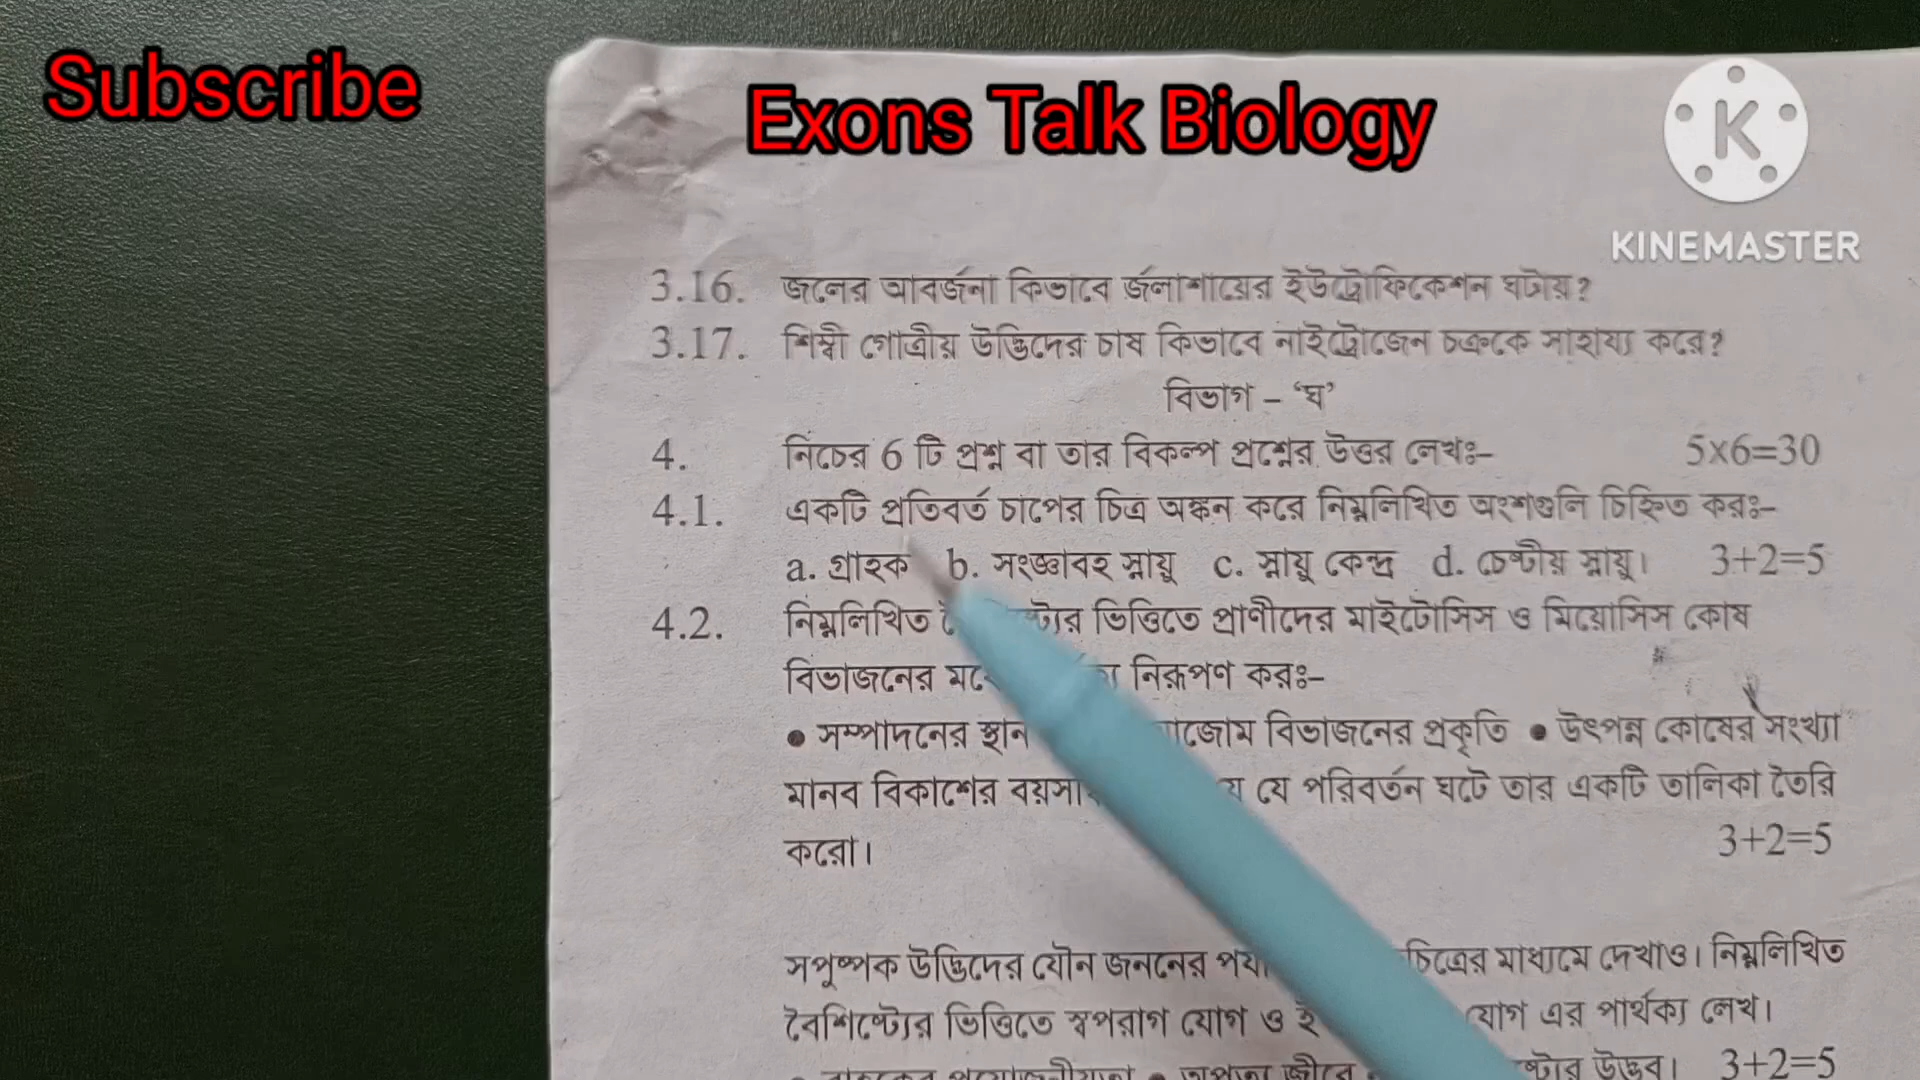 Subscribe
Exons Talk Biology
K
KINEMASTER
3.16. জলের আবর্জনা কিভাবে র্জলাশায়ের ইউট্রোফিকেশন ঘটায়?
3.17. শিম্বী গোত্রীয় উদ্ভিদের চাষ কিভাবে নাইট্রোজেন চক্রকে সাহায্য করে?
বিভাগ – ‘ঘ’
4. নিচের 6 টি প্রশ্ন বা তার বিকল্প প্রশ্নের উত্তর লেখঃ– 5x6=30
4.1. একটি প্রতিবর্ত চাপের চিত্র অঙ্কন করে নিম্নলিখিত অংশগুলি চিহ্নিত করঃ–
a. গ্রাহক b. সংজ্ঞাবহ স্নায়ু c. স্নায়ু কেন্দ্র d. চেষ্টীয় স্নায়ু। 3+2=5
4.2. নিম্নলিখিত ভিত্তিতে প্রাণীদের মাইটোসিস ও মিয়োসিস কোষ
বিভাজনের নিরূপণ করঃ–
• সম্পাদনের স্থান বিভাজনের প্রকৃতি • উৎপন্ন কোষের সংখ্যা
মানব বিকাশের যে পরিবর্তন ঘটে তার একটি তালিকা তৈরি
করো। 3+2=5
সপুষ্পক উদ্ভিদের যৌন জননের মাধ্যমে দেখাও। নিম্নলিখিত
বৈশিষ্ট্যের ভিত্তিতে স্বপরাগ যোগ ও যোগ এর পার্থক্য লেখ।
উদ্ভব। 3+2=5